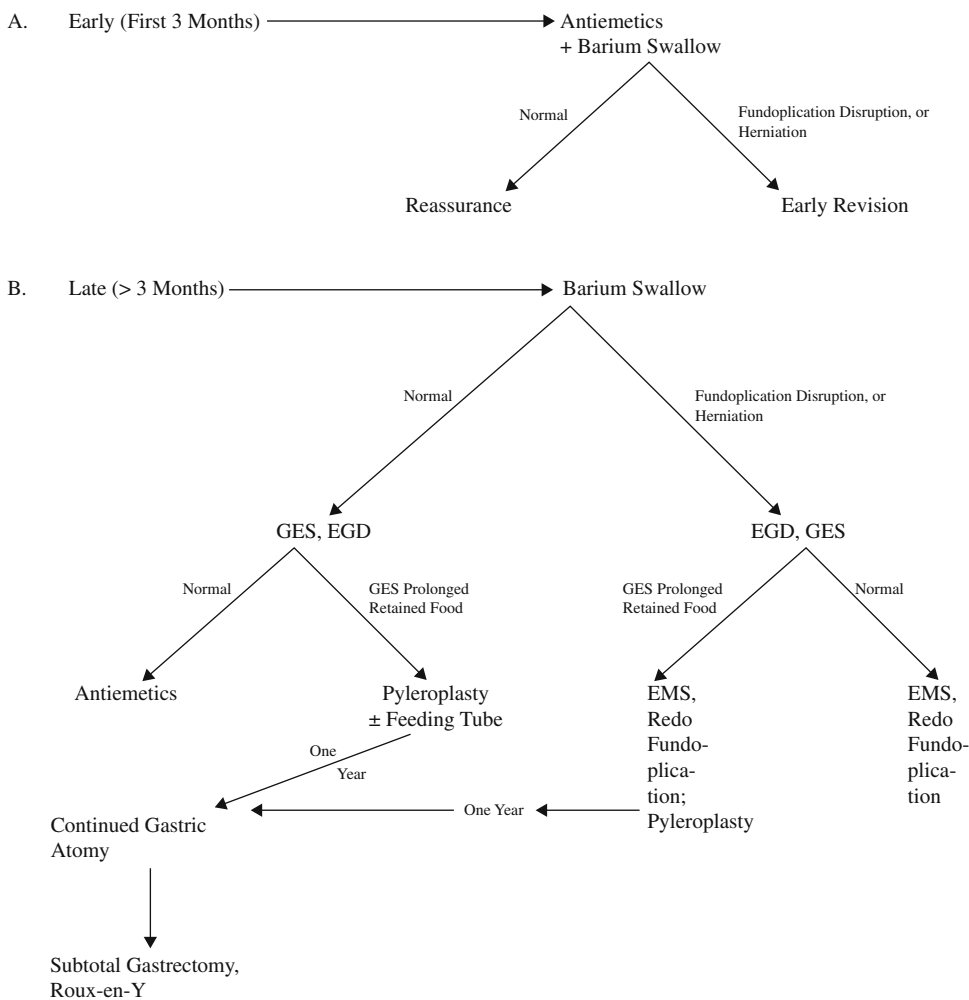 A. Early (First 3 Months) Antiemetics
+ Barium Swallow
Normal
Fundoplication Disruption, or
Herniation
Reassurance
Early Revision
B. Late (> 3 Months) Barium Swallow
Normal
Fundoplication Disruption, or
Herniation
GES, EGD
EGD, GES
Normal
GES Prolonged
Retained Food
GES Prolonged
Retained Food
Normal
Antiemetics
Pyleroplasty
± Feeding Tube
EMS,
Redo
Fundo-
plica-
tion;
Pyleroplasty
EMS,
Redo
Fundo-
plica-
tion
One
Year
One Year
Continued Gastric
Atomy
Subtotal Gastrectomy,
Roux-en-Y